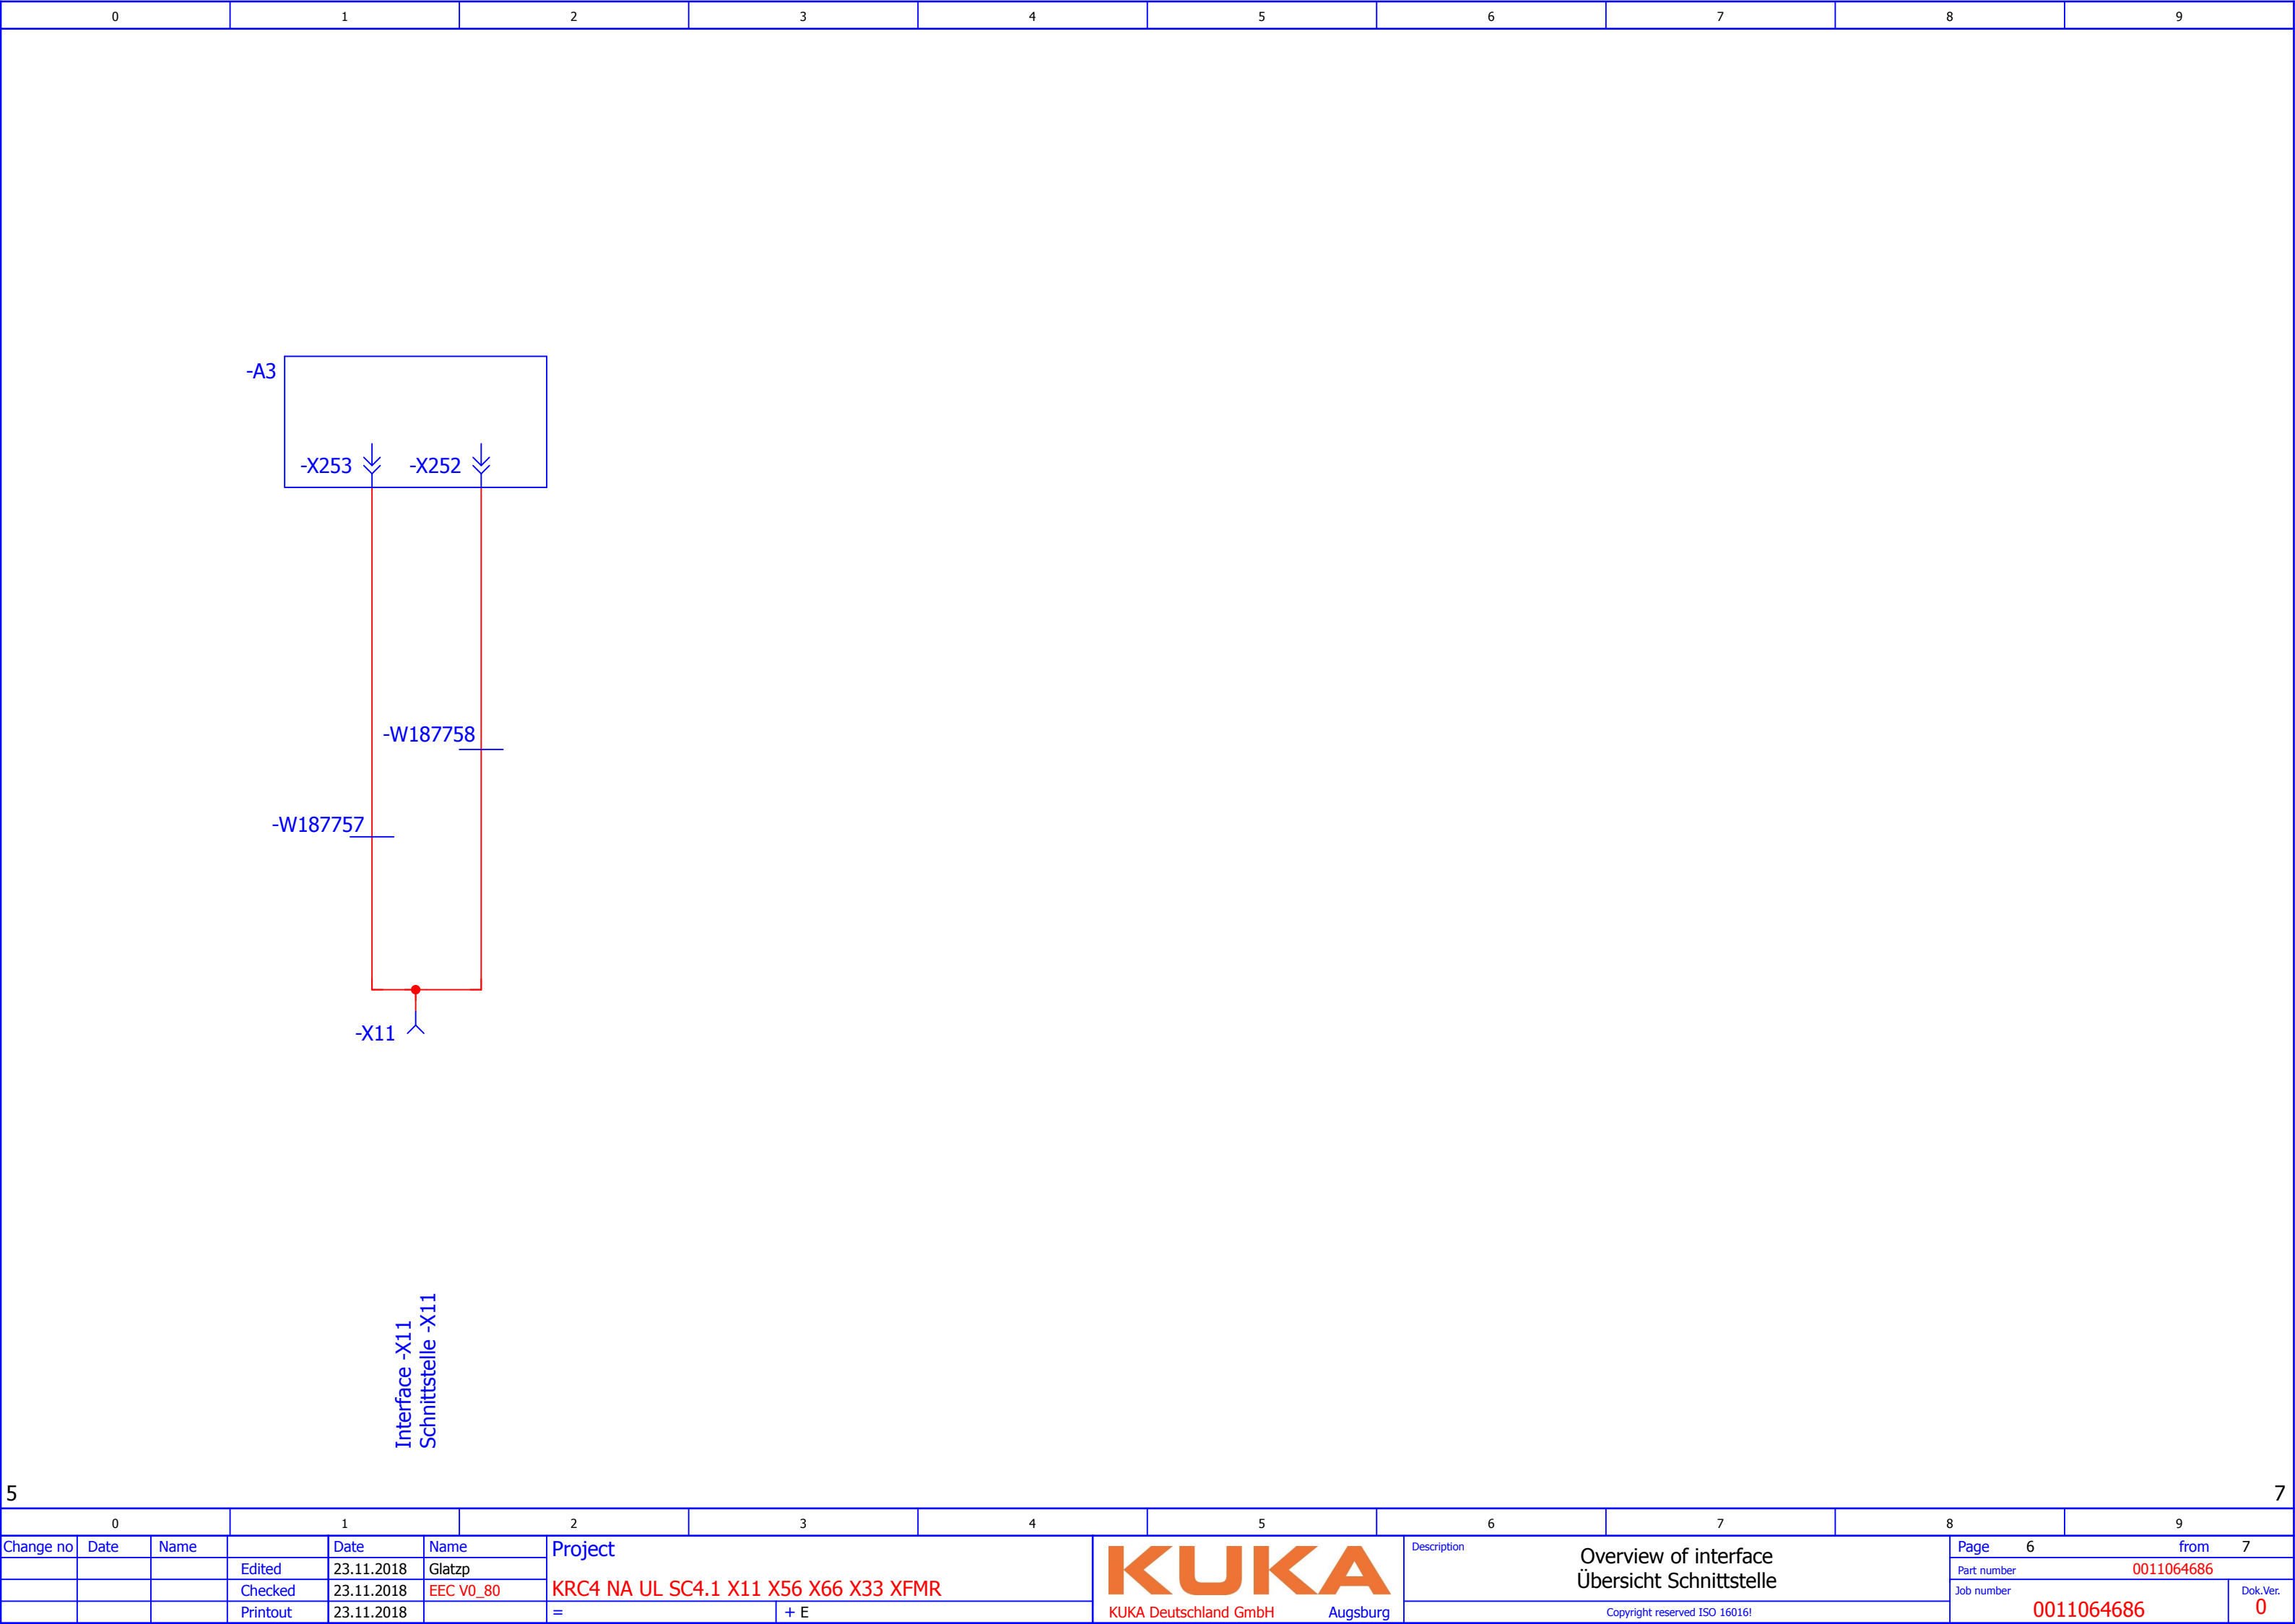 0 1 2 3 4 5 6 7 8 9
-A3
-X253 -X252
-W187758
-W187757
-X11
Interface -X11
Schnittstelle -X11
5 7
0 1 2 3 4 5 6 7 8 9
Change no Date Name Date Name
Edited 23.11.2018 Glatzp
Checked 23.11.2018 EEC V0_80
Printout 23.11.2018
Project
KRC4 NA UL SC4.1 X11 X56 X66 X33 XFMR
= + E
KUKA
KUKA Deutschland GmbH Augsburg
Description
Overview of interface
Übersicht Schnittstelle
Copyright reserved ISO 16016!
Page 6 from 7
Part number 0011064686
Job number Dok.Ver.
0011064686 0